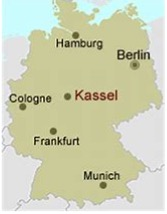 Hamburg
Berlin
Cologne
Kassel
Frankfurt
Munich